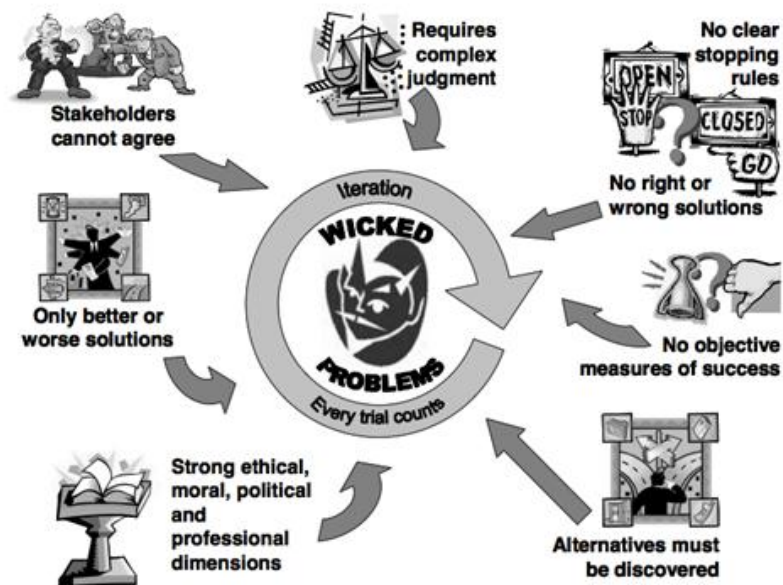 Requires
complex
judgment
No clear
stopping
rules
OPEN
STOP
CLOSED
GO
Stakeholders
cannot agree
Iteration
WICKED
PROBLEMS
Every trial counts
No right or
wrong solutions
Only better or
worse solutions
No objective
measures of success
Strong ethical,
moral, political
and
professional
dimensions
Alternatives must
be discovered